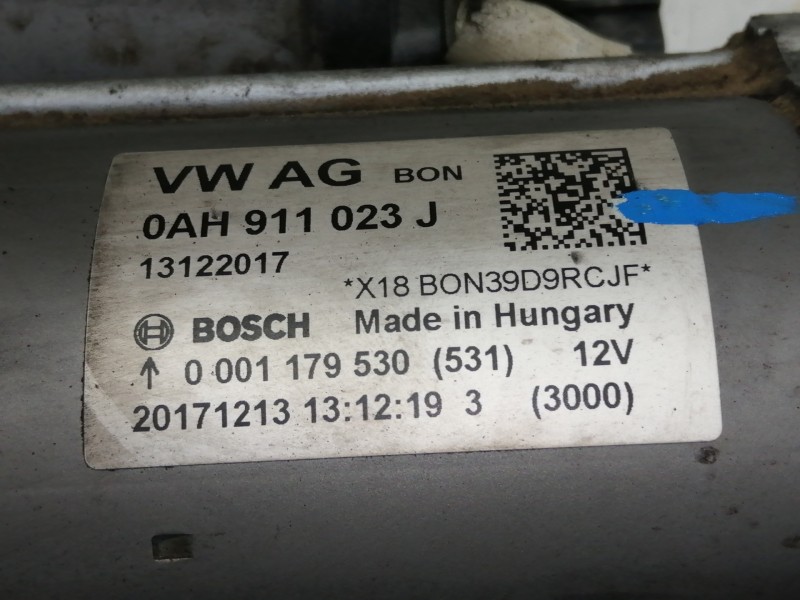 VW AG BON
0AH 911 023 J
13122017
*X18 BON39D9RCJF*
BOSCH Made in Hungary
↑ 0 001 179 530 (531) 12V
20171213 13:12:19 3 (3000)